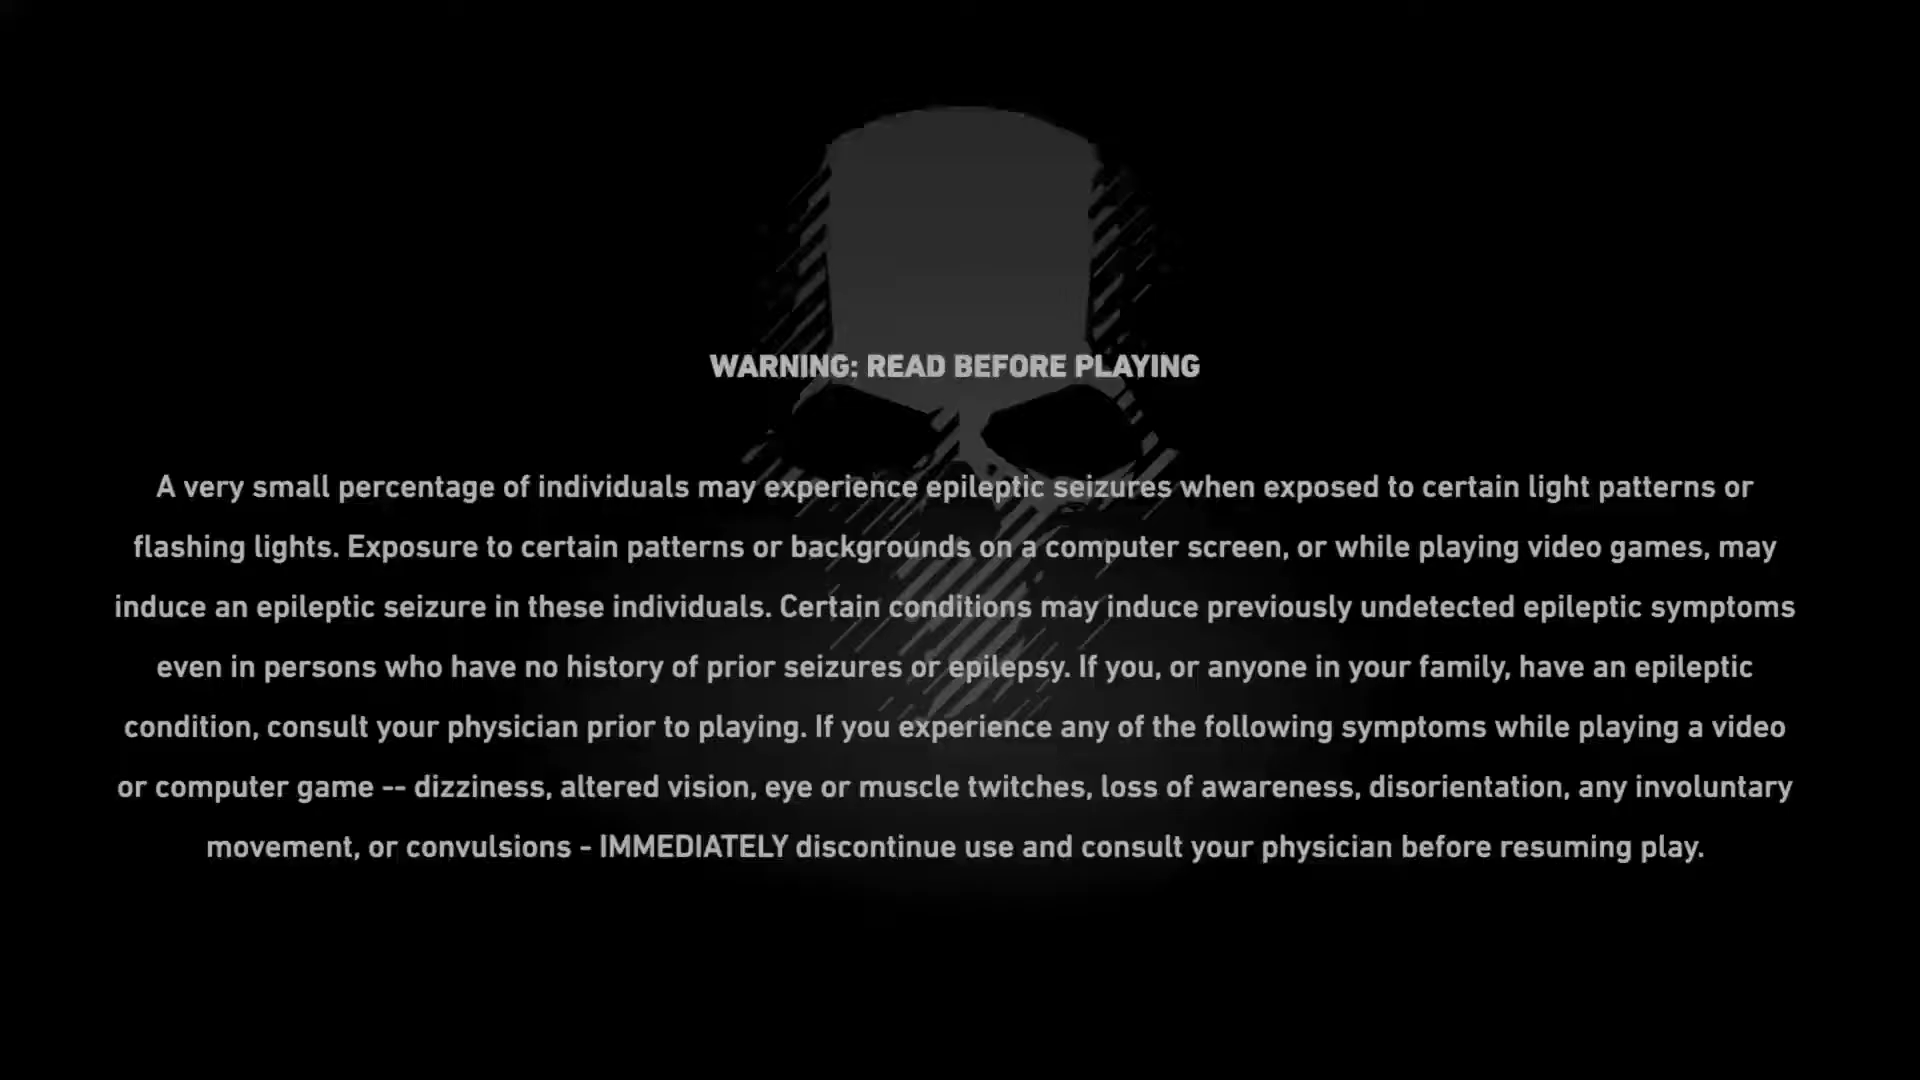 WARNING: READ BEFORE PLAYING
A very small percentage of individuals may experience epileptic seizures when exposed to certain light patterns or
flashing lights. Exposure to certain patterns or backgrounds on a computer screen, or while playing video games, may
induce an epileptic seizure in these individuals. Certain conditions may induce previously undetected epileptic symptoms
even in persons who have no history of prior seizures or epilepsy. If you, or anyone in your family, have an epileptic
condition, consult your physician prior to playing. If you experience any of the following symptoms while playing a video
or computer game -- dizziness, altered vision, eye or muscle twitches, loss of awareness, disorientation, any involuntary
movement, or convulsions - IMMEDIATELY discontinue use and consult your physician before resuming play.